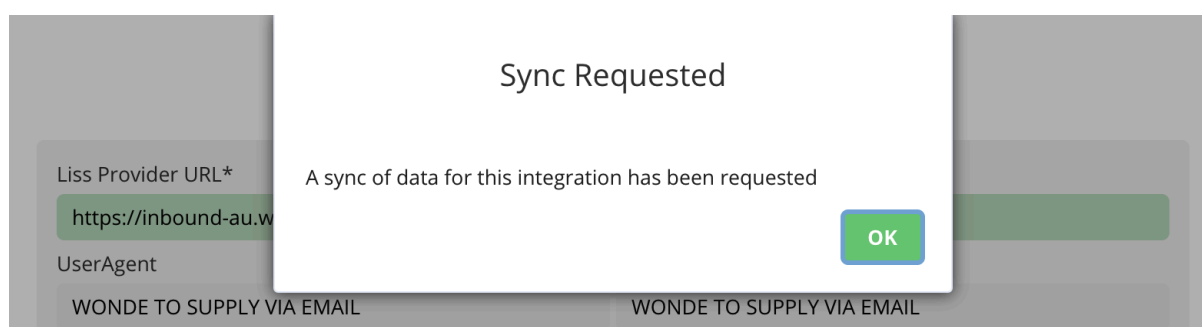 Sync Requested
Liss Provider URL*
A sync of data for this integration has been requested
https://inbound-au.w
OK
UserAgent
WONDE TO SUPPLY VIA EMAIL
WONDE TO SUPPLY VIA EMAIL